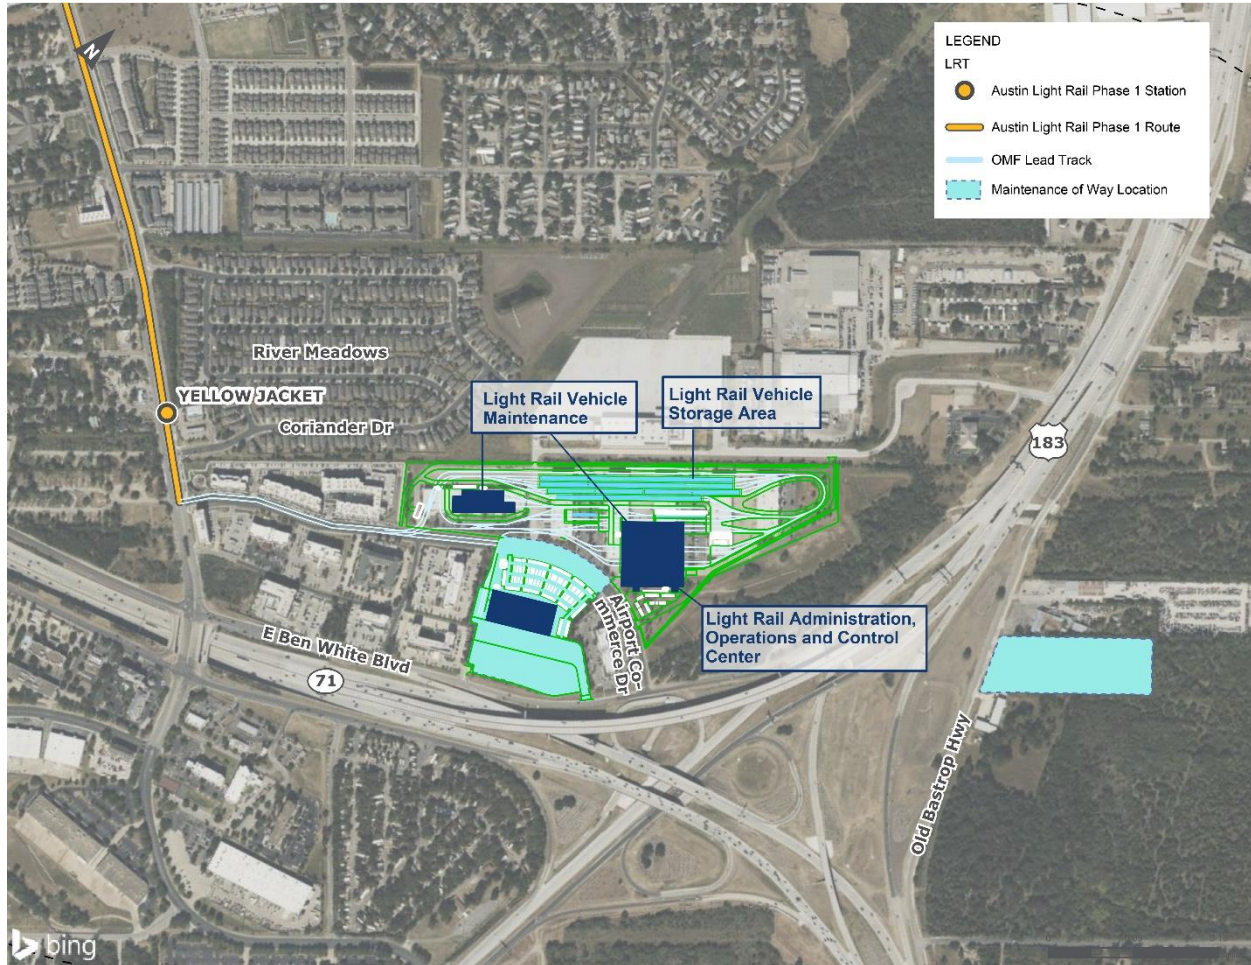 N
LEGEND
LRT
Austin Light Rail Phase 1 Station
Austin Light Rail Phase 1 Route
OMF Lead Track
Maintenance of Way Location
River Meadows
YELLOW JACKET
Coriander Dr
Light Rail Vehicle
Maintenance
Light Rail Vehicle
Storage Area
183
Airport Co-
mmerce Dr
Light Rail Administration,
Operations and Control
Center
E Ben White Blvd
71
Old Bastrop Hwy
bing